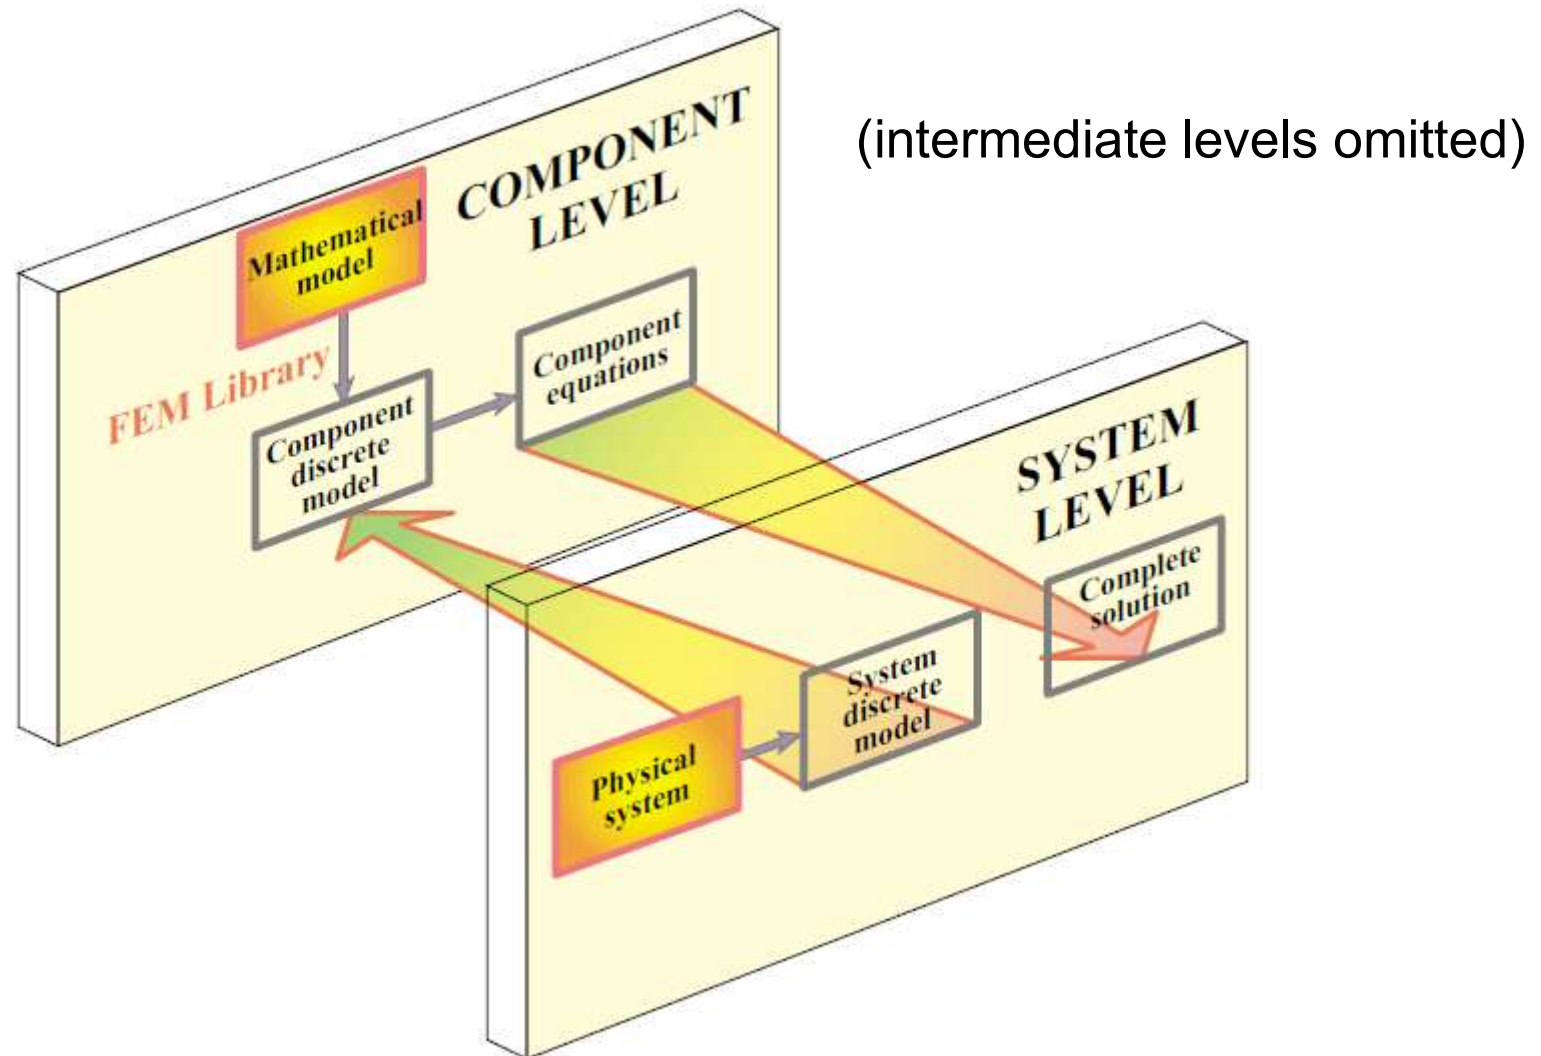 (intermediate levels omitted)
COMPONENT
LEVEL
Mathematical
model
FEM Library
Component
equations
Component
discrete
model
SYSTEM
LEVEL
Complete
solution
System
discrete
model
Physical
system